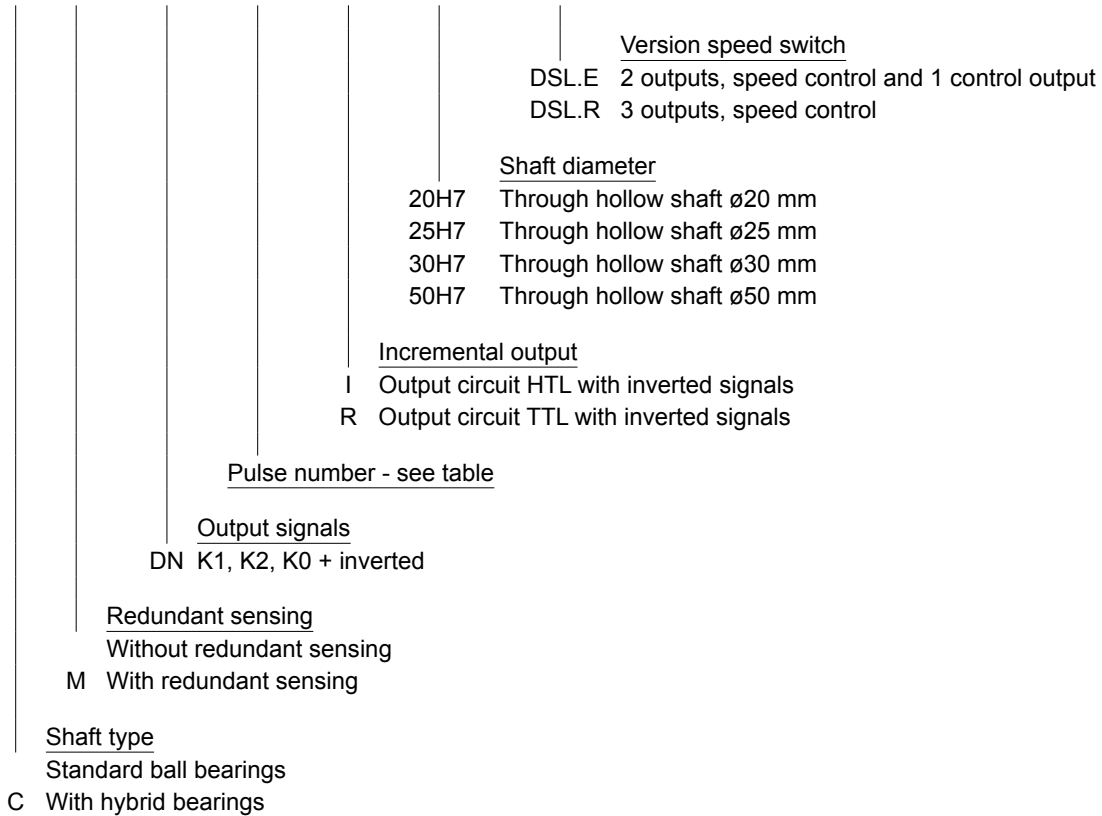 Version speed switch
DSL.E 2 outputs, speed control and 1 control output
DSL.R 3 outputs, speed control
Shaft diameter
20H7 Through hollow shaft ø20 mm
25H7 Through hollow shaft ø25 mm
30H7 Through hollow shaft ø30 mm
50H7 Through hollow shaft ø50 mm
Incremental output
I Output circuit HTL with inverted signals
R Output circuit TTL with inverted signals
Pulse number - see table
Output signals
DN K1, K2, K0 + inverted
Redundant sensing
Without redundant sensing
M With redundant sensing
Shaft type
Standard ball bearings
C With hybrid bearings